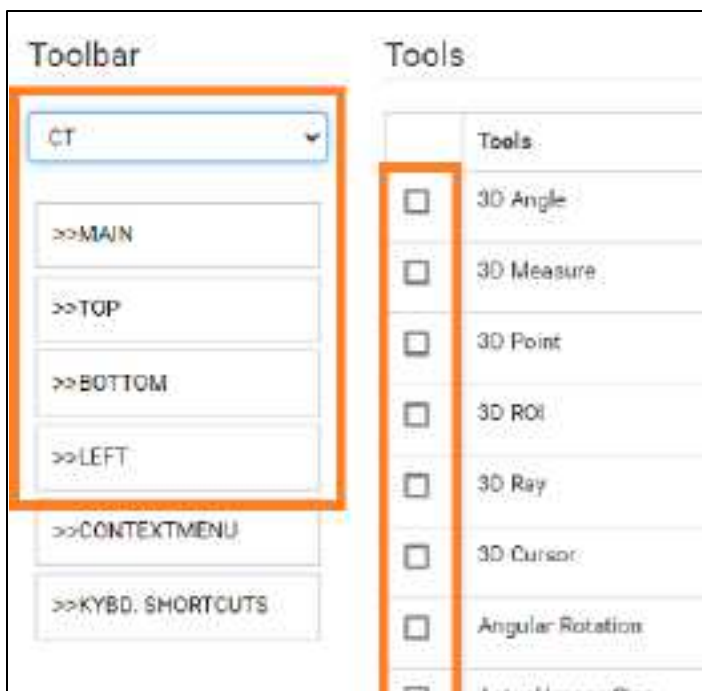 Toolbar
CT
>>MAIN
>>TOP
>>BOTTOM
>>LEFT
>>CONTEXTMENU
>>KYBD. SHORTCUTS
Tools
Tools
3D Angle
3D Measure
3D Point
3D ROI
3D Ray
3D Cursor
Angular Rotation